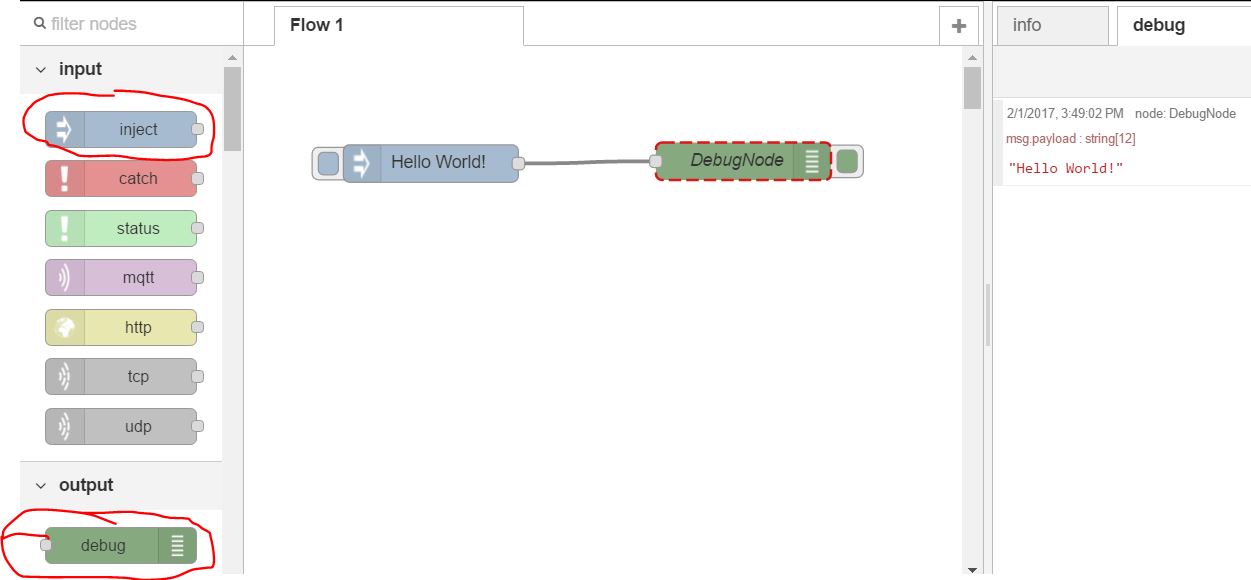 filter nodes
Flow 1
+
info
debug
input
inject
catch
status
mqtt
http
tcp
udp
output
debug
Hello World!
DebugNode
2/1/2017, 3:49:02 PM node: DebugNode
msg.payload : string[12]
"Hello World!"